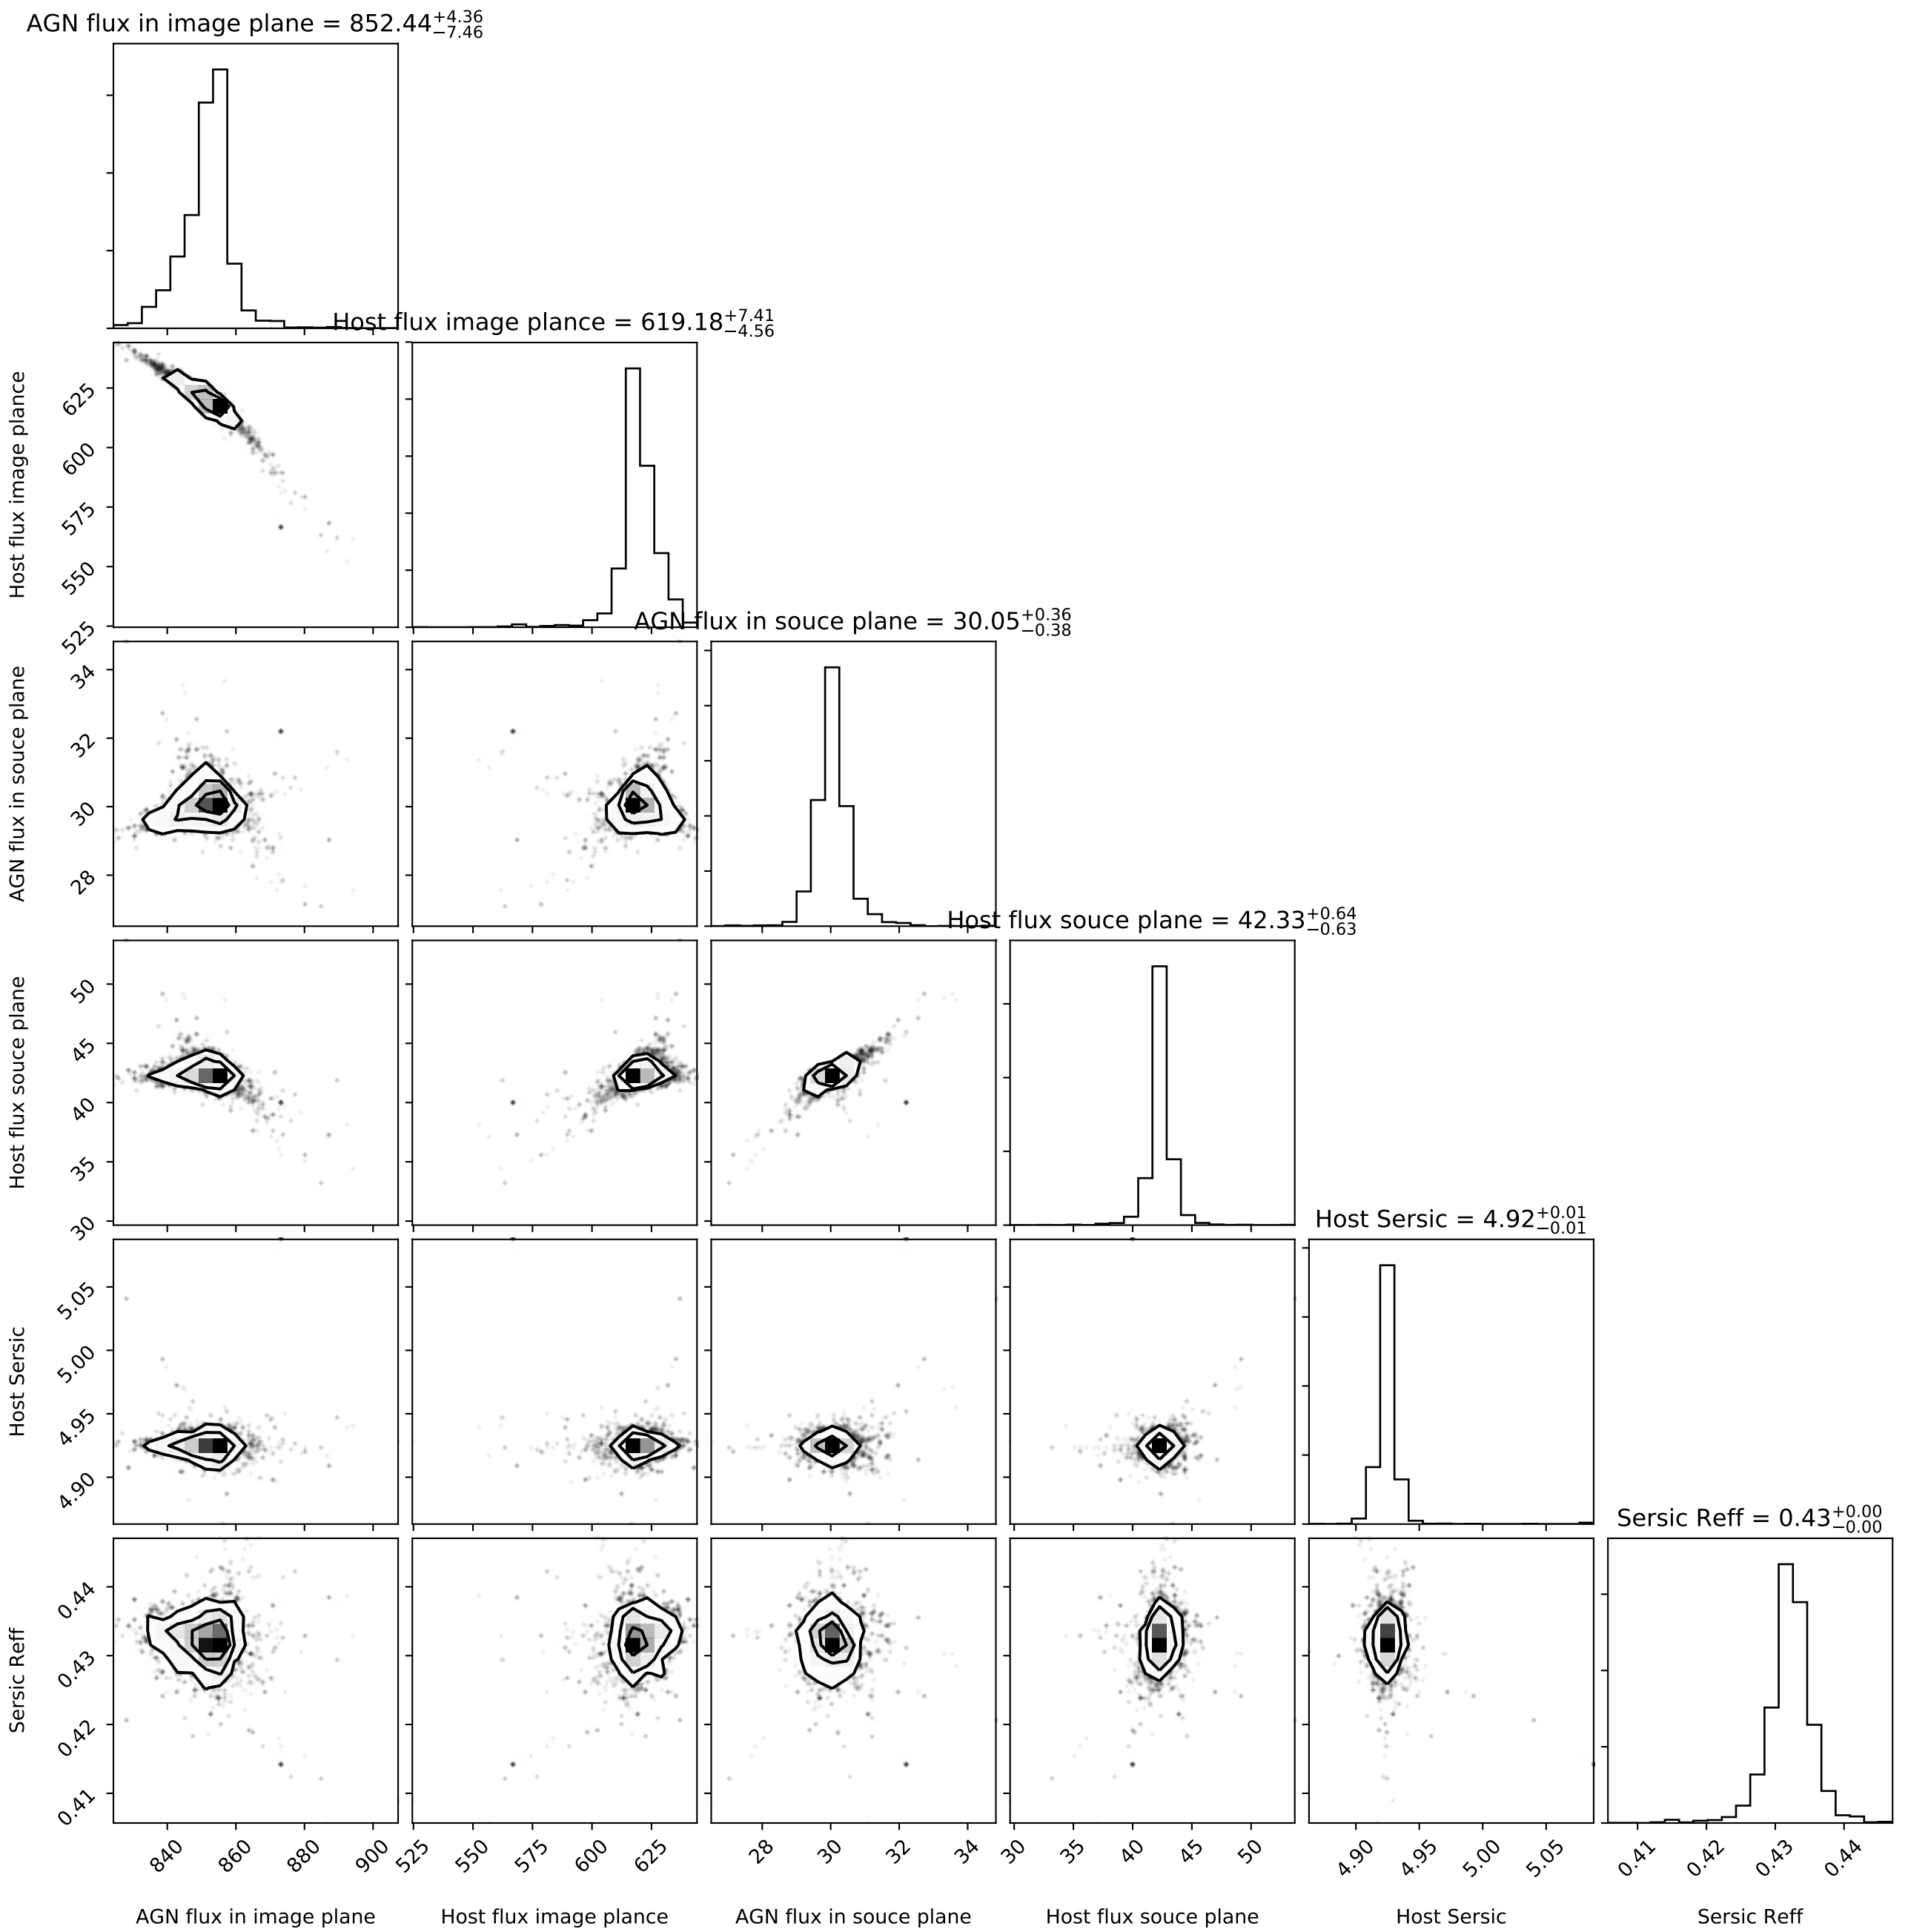 AGN flux in image plane = 852.44 +4.36 −7.46
Host flux image plance = 619.18 +7.41 −4.56
Host flux image plance
625
600
575
550
525
AGN flux in souce plane = 30.05 +0.36 −0.38
AGN flux in souce plane
34
32
30
28
Host flux souce plane = 42.33 +0.64 −0.63
Host flux souce plane
50
45
40
35
30
Host Sersic = 4.92 +0.01 −0.01
Host Sersic
5.05
5.00
4.95
4.90
Sersic Reff = 0.43 +0.00 −0.00
Sersic Reff
0.44
0.43
0.42
0.41
840 860 880 900
525 550 575 600 625
28 30 32 34
30 35 40 45 50
4.90 4.95 5.00 5.05
0.41 0.42 0.43 0.44
AGN flux in image plane
Host flux image plance
AGN flux in souce plane
Host flux souce plane
Host Sersic
Sersic Reff